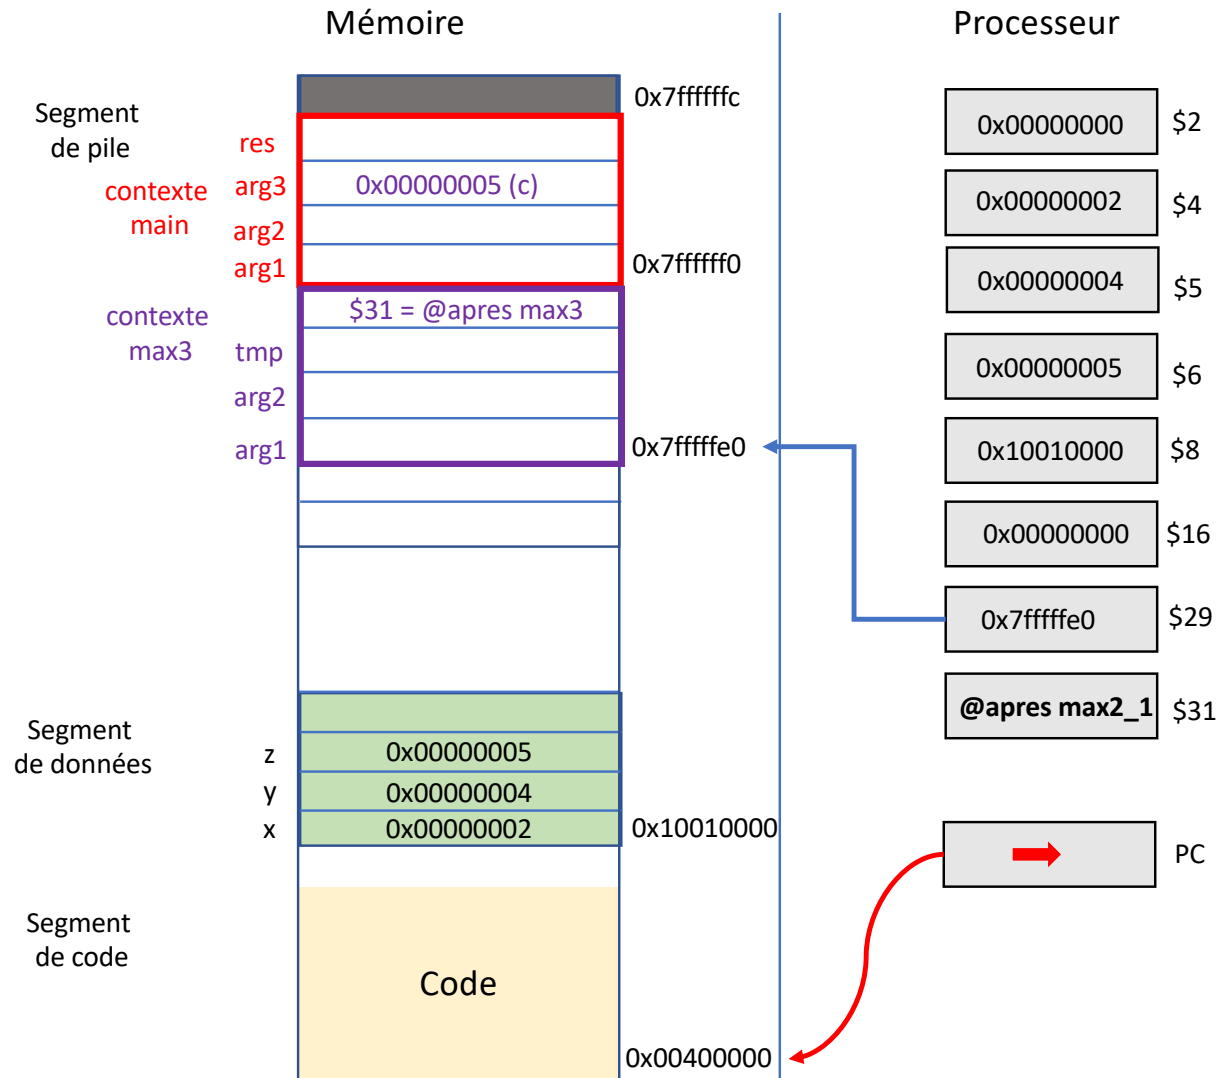 Mémoire
Processeur
0x7ffffffc
Segment
de pile
res
contexte
main
arg3
0x00000005 (c)
arg2
arg1
0x7ffffff0
contexte
max3
$31 = @apres max3
tmp
arg2
arg1
0x7fffffe0
0x00000000
$2
0x00000002
$4
0x00000004
$5
0x00000005
$6
0x10010000
$8
0x00000000
$16
0x7fffffe0
$29
@apres max2_1
$31
Segment
de données
z
0x00000005
y
0x00000004
x
0x00000002
0x10010000
PC
Segment
de code
Code
0x00400000